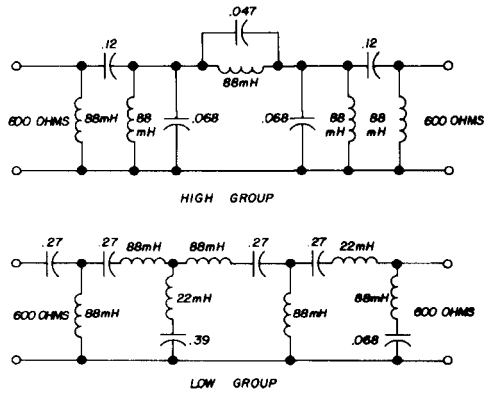 .047
.12
.12
88mH
600 OHMS
88mH
88
mH
.068
.068
88
mH
88
mH
600 OHMS
HIGH GROUP
.27
.27
88mH
88mH
.27
.27
22mH
600 OHMS
88mH
22mH
.39
88mH
88mH
.068
600 OHMS
LOW GROUP